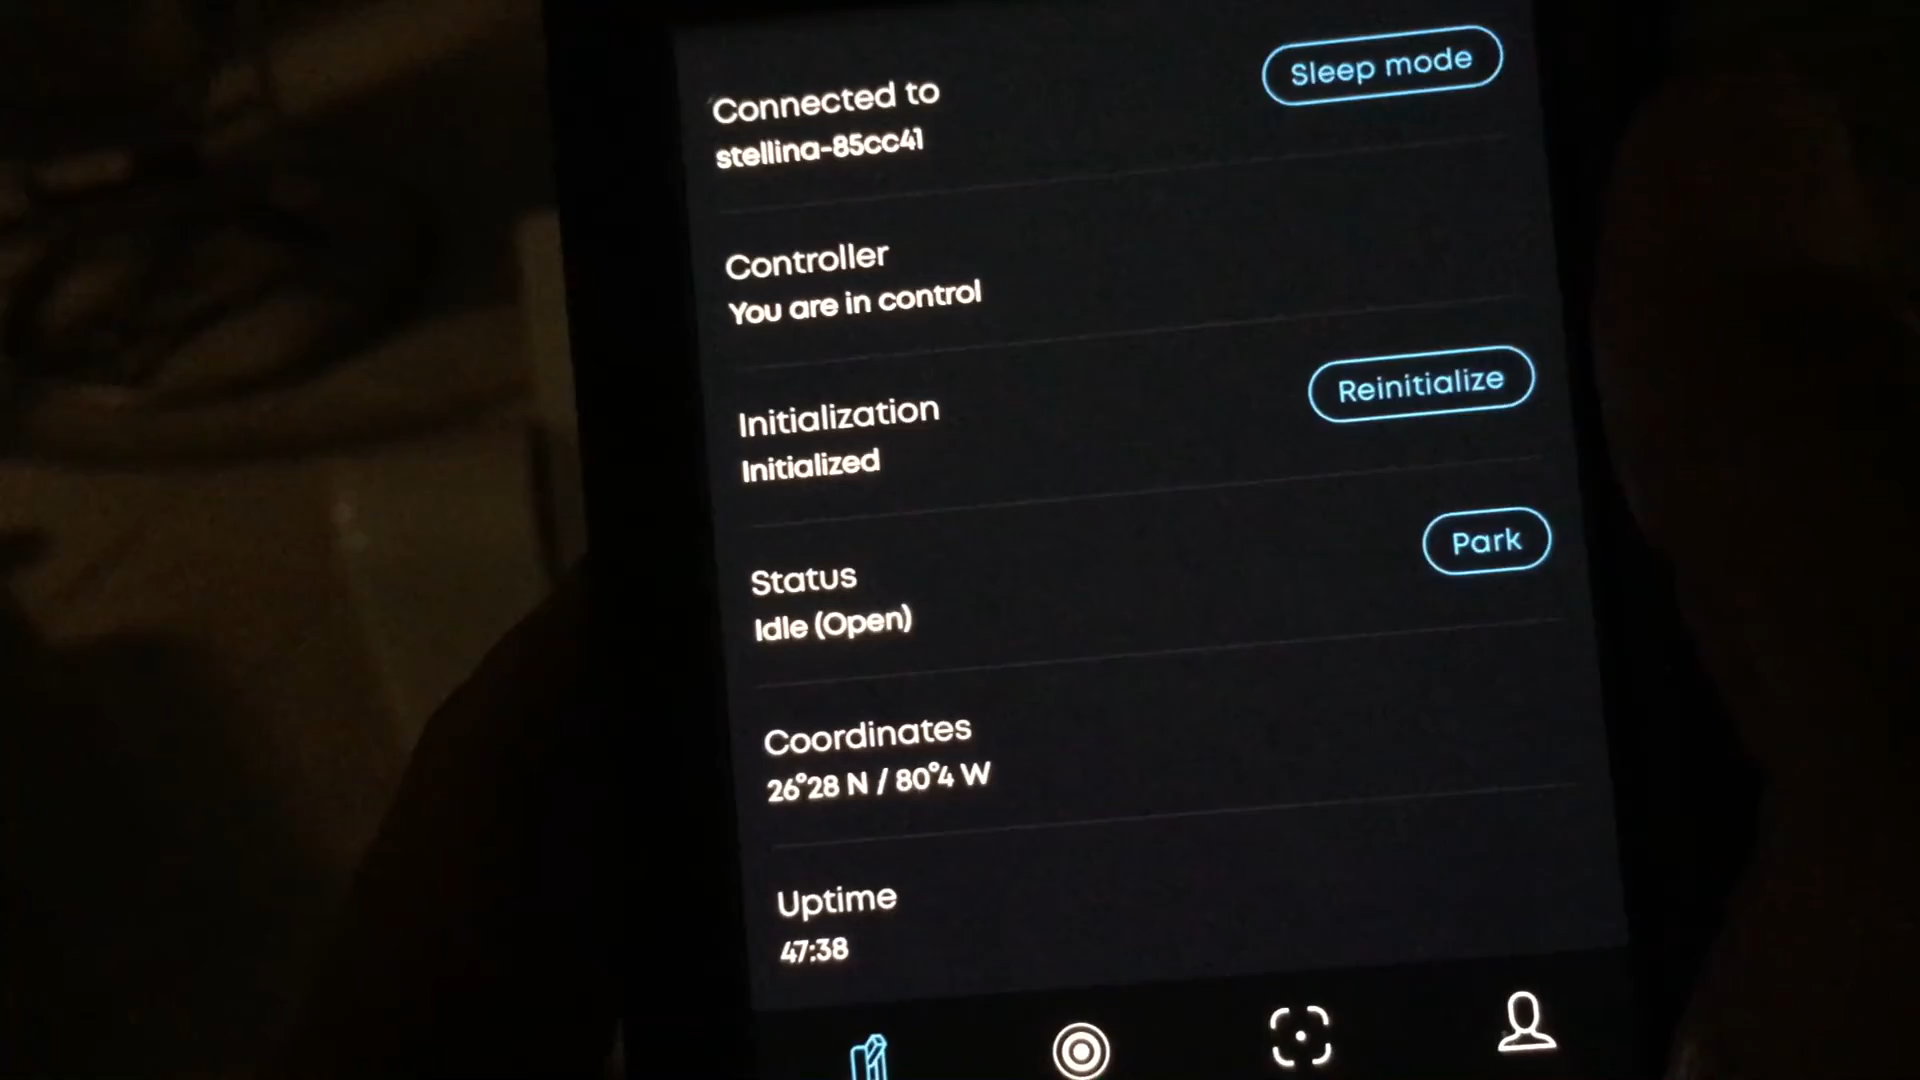 Connected to
Sleep mode
stellina-85cc41
Controller
You are in control
Initialization
Reinitialize
Initialized
Status
Park
Idle (Open)
Coordinates
26°28 N / 80°4 W
Uptime
47:38